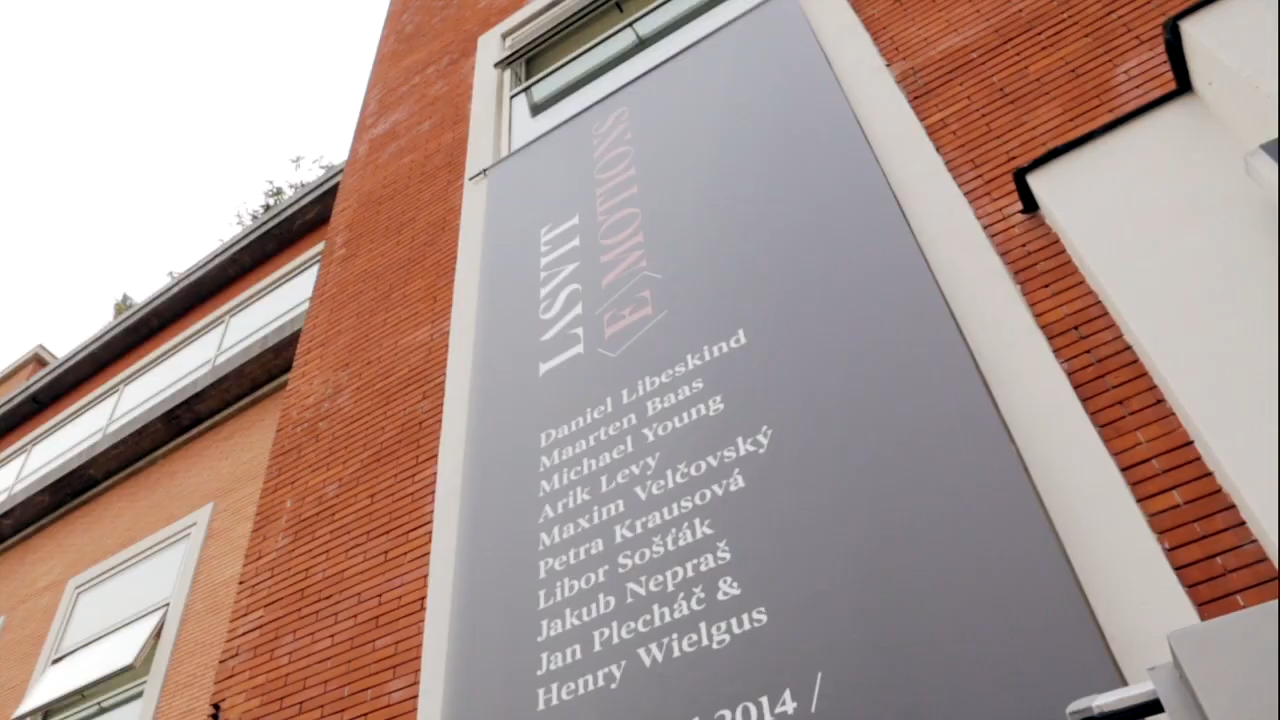 LASVIT
⟨E⟩MOTIONS
Daniel Libeskind
Maarten Baas
Michael Young
Arik Levy
Maxim Velčovský
Petra Krausová
Libor Sošťák
Jakub Nepraš
Jan Plecháč &
Henry Wielgus
2014 /